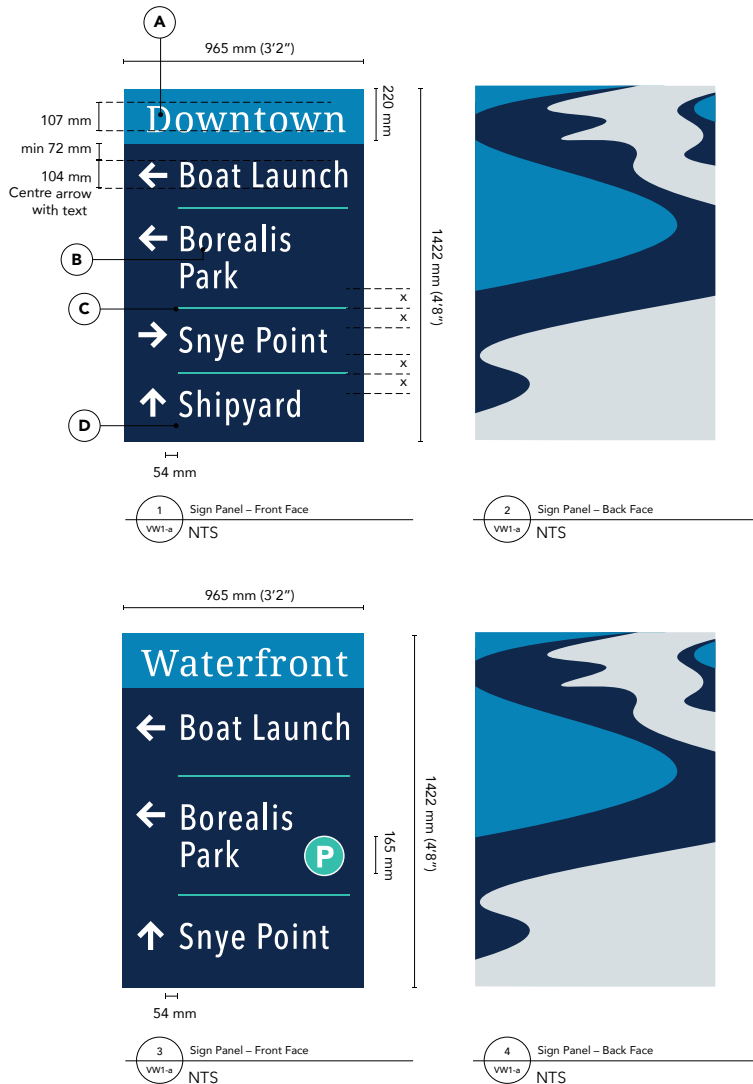 A
965 mm (3’2”)
220 mm
107 mm
Downtown
min 72 mm
104 mm
Centre arrow
with text
Boat Launch
B
Borealis
Park
1422 mm (4’8”)
x
C
x
Snye Point
x
x
Shipyard
D
54 mm
1
VW1-a
Sign Panel – Front Face
NTS
2
VW1-a
Sign Panel – Back Face
NTS
965 mm (3’2”)
Waterfront
Boat Launch
1422 mm (4’8”)
Borealis
Park
P
165 mm
Snye Point
54 mm
3
VW1-a
Sign Panel – Front Face
NTS
4
VW1-a
Sign Panel – Back Face
NTS